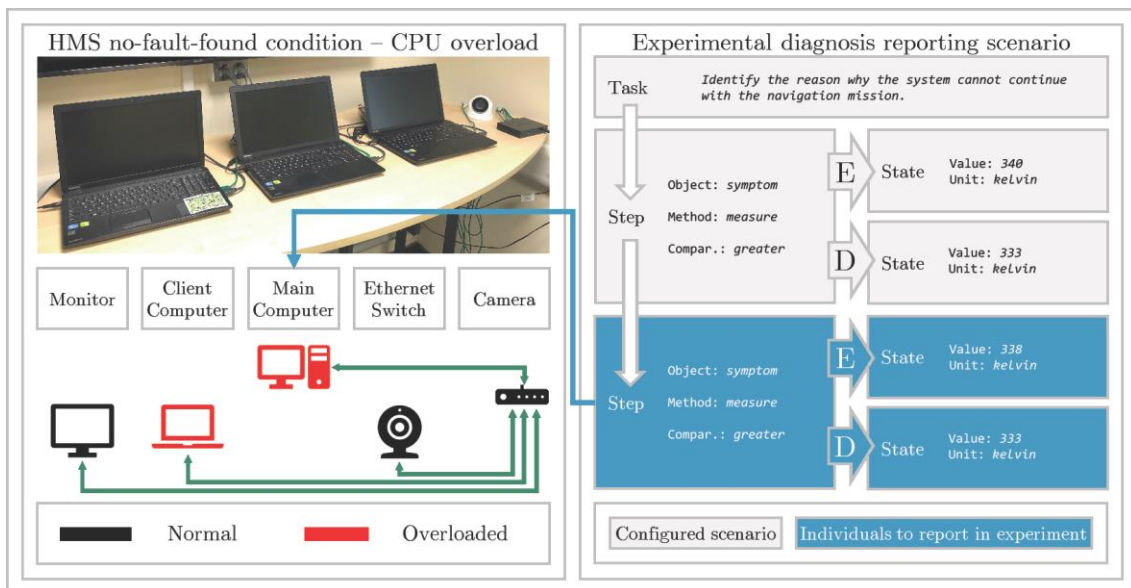 HMS no-fault-found condition – CPU overload
Monitor
Client
Computer
Main
Computer
Ethernet
Switch
Camera
Normal
Overloaded
Experimental diagnosis reporting scenario
Task
Identify the reason why the system cannot continue
with the navigation mission.
Step
Object: symptom
Method: measure
Compar.: greater
E
State
Value: 340
Unit: kelvin
D
State
Value: 333
Unit: kelvin
Step
Object: symptom
Method: measure
Compar.: greater
E
State
Value: 338
Unit: kelvin
D
State
Value: 333
Unit: kelvin
Configured scenario
Individuals to report in experiment